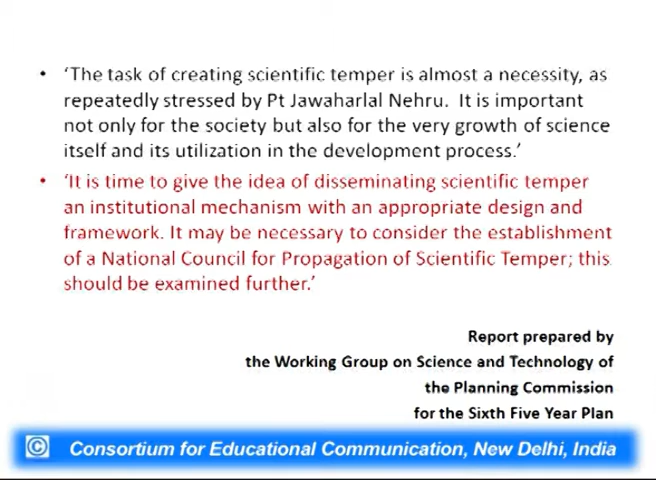 • ‘The task of creating scientific temper is almost a necessity, as
repeatedly stressed by Pt Jawaharlal Nehru. It is important
not only for the society but also for the very growth of science
itself and its utilization in the development process.’
• ‘It is time to give the idea of disseminating scientific temper
an institutional mechanism with an appropriate design and
framework. It may be necessary to consider the establishment
of a National Council for Propagation of Scientific Temper; this
should be examined further.’
Report prepared by
the Working Group on Science and Technology of
the Planning Commission
for the Sixth Five Year Plan
© Consortium for Educational Communication, New Delhi, India